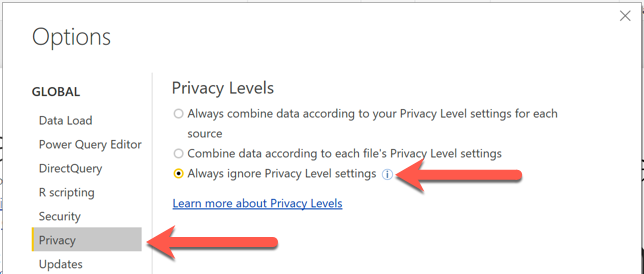 Options
GLOBAL
Data Load
Power Query Editor
DirectQuery
R scripting
Security
Privacy
Updates
Privacy Levels
Always combine data according to your Privacy Level settings for each
source
Combine data according to each file's Privacy Level settings
Always ignore Privacy Level settings
Learn more about Privacy Levels